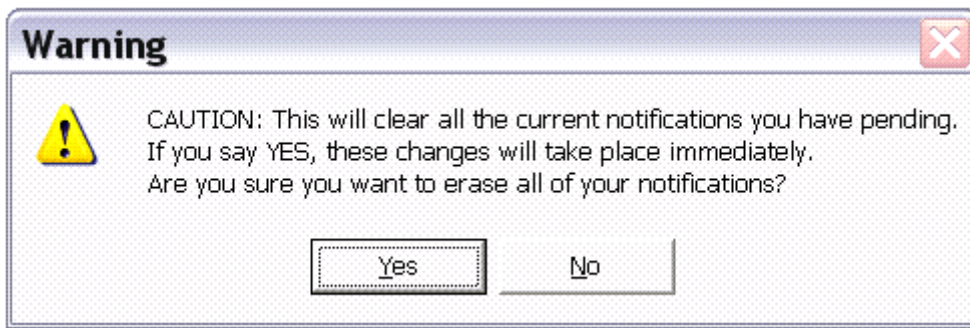 Warning
CAUTION: This will clear all the current notifications you have pending.
If you say YES, these changes will take place immediately.
Are you sure you want to erase all of your notifications?
Yes No